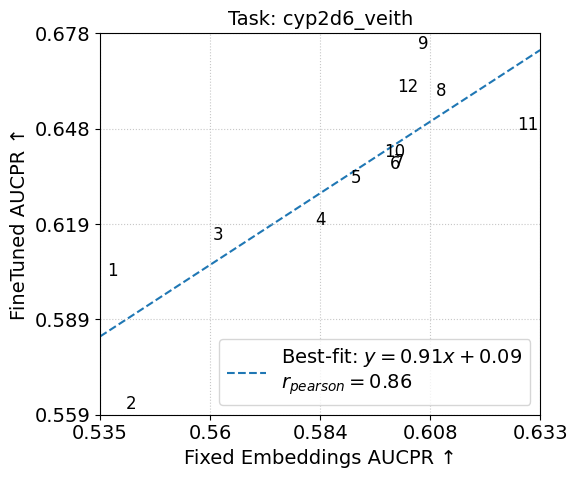 Task: cyp2d6_veith
0.678
9
12
8
0.648
11
10
7
6
5
4
0.619
3
1
0.589
2
0.559
FineTuned AUCPR ↑
Best-fit: y = 0.91x + 0.09
r_pearson = 0.86
0.535 0.56 0.584 0.608 0.633
Fixed Embeddings AUCPR ↑